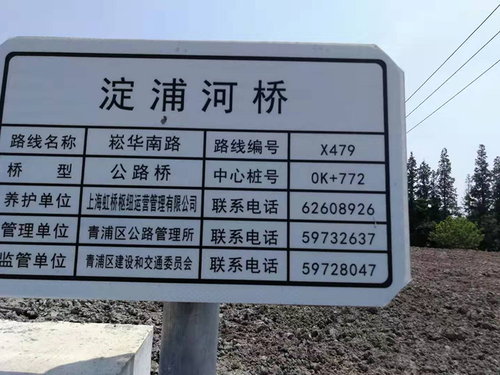 淀浦河桥
路线名称 崧华南路 路线编号 X479
桥型 公路桥 中心桩号 0K+772
养护单位 上海虹桥枢纽运营管理有限公司 联系电话 62608926
管理单位 青浦区公路管理所 联系电话 59732637
监管单位 青浦区建设和交通委员会 联系电话 59728047